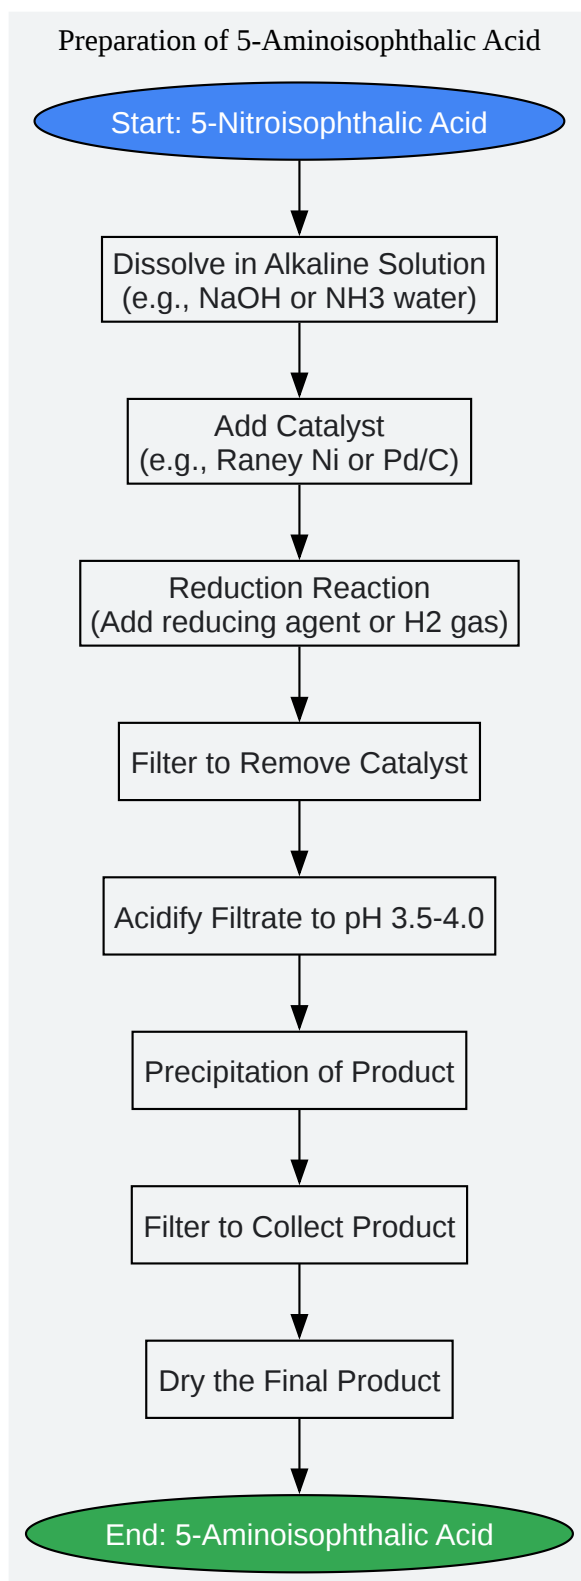 Preparation of 5-Aminoisophthalic Acid
Start: 5-Nitroisophthalic Acid
Dissolve in Alkaline Solution
(e.g., NaOH or NH3 water)
Add Catalyst
(e.g., Raney Ni or Pd/C)
Reduction Reaction
(Add reducing agent or H2 gas)
Filter to Remove Catalyst
Acidify Filtrate to pH 3.5-4.0
Precipitation of Product
Filter to Collect Product
Dry the Final Product
End: 5-Aminoisophthalic Acid